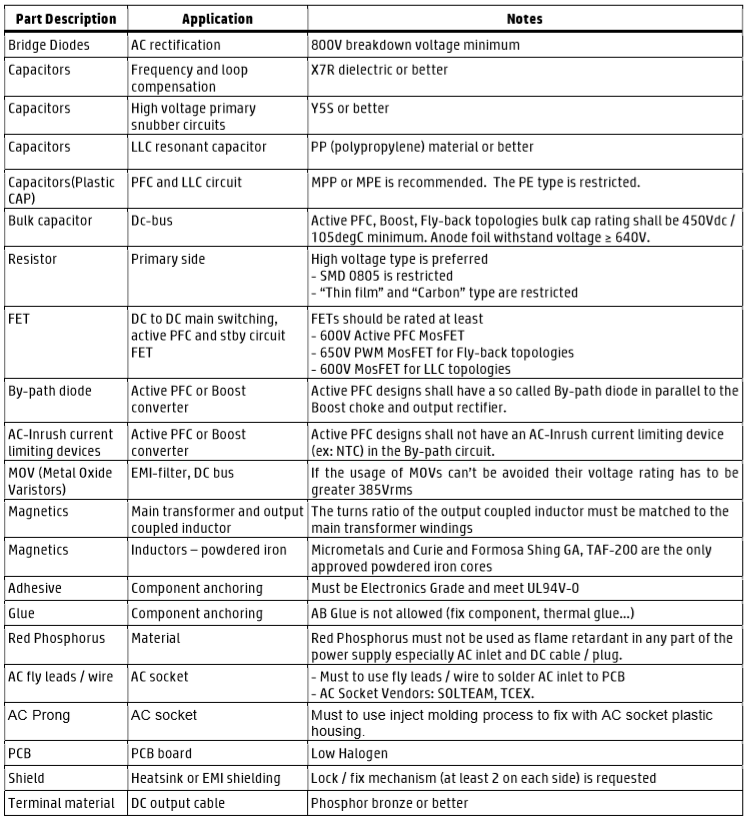 Part Description Application Notes
Bridge Diodes AC rectification 800V breakdown voltage minimum
Capacitors Frequency and loop compensation X7R dielectric or better
Capacitors High voltage primary snubber circuits Y5S or better
Capacitors LLC resonant capacitor PP (polypropylene) material or better
Capacitors(Plastic CAP) PFC and LLC circuit MPP or MPE is recommended. The PE type is restricted.
Bulk capacitor Dc-bus Active PFC, Boost, Fly-back topologies bulk cap rating shall be 450Vdc /
105degC minimum. Anode foil withstand voltage ≥ 640V.
Resistor Primary side High voltage type is preferred
- SMD 0805 is restricted
- “Thin film” and “Carbon” type are restricted
FET DC to DC main switching, active PFC and stby circuit FET FETs should be rated at least
- 600V Active PFC MosFET
- 650V PWM MosFET for Fly-back topologies
- 600V MosFET for LLC topologies
By-path diode Active PFC or Boost converter Active PFC designs shall have a so called By-path diode in parallel to the
Boost choke and output rectifier.
AC-Inrush current limiting devices Active PFC or Boost converter Active PFC designs shall not have an AC-Inrush current limiting device
(ex: NTC) in the By-path circuit.
MOV (Metal Oxide Varistors) EMI-filter, DC bus If the usage of MOVs can’t be avoided their voltage rating has to be
greater 385Vrms
Magnetics Main transformer and output coupled inductor The turns ratio of the output coupled inductor must be matched to the
main transformer windings
Magnetics Inductors – powdered iron Micrometals and Curie and Formosa Shing GA, TAF-200 are the only
approved powdered iron cores
Adhesive Component anchoring Must be Electronics Grade and meet UL94V-0
Glue Component anchoring AB Glue is not allowed (fix component, thermal glue...)
Red Phosphorus Material Red Phosphorus must not be used as flame retardant in any part of the
power supply especially AC inlet and DC cable / plug.
AC fly leads / wire AC socket - Must to use fly leads / wire to solder AC inlet to PCB
- AC Socket Vendors: SOLTEAM, TCEX.
AC Prong AC socket Must to use inject molding process to fix with AC socket plastic
housing.
PCB PCB board Low Halogen
Shield Heatsink or EMI shielding Lock / fix mechanism (at least 2 on each side) is requested
Terminal material DC output cable Phosphor bronze or better